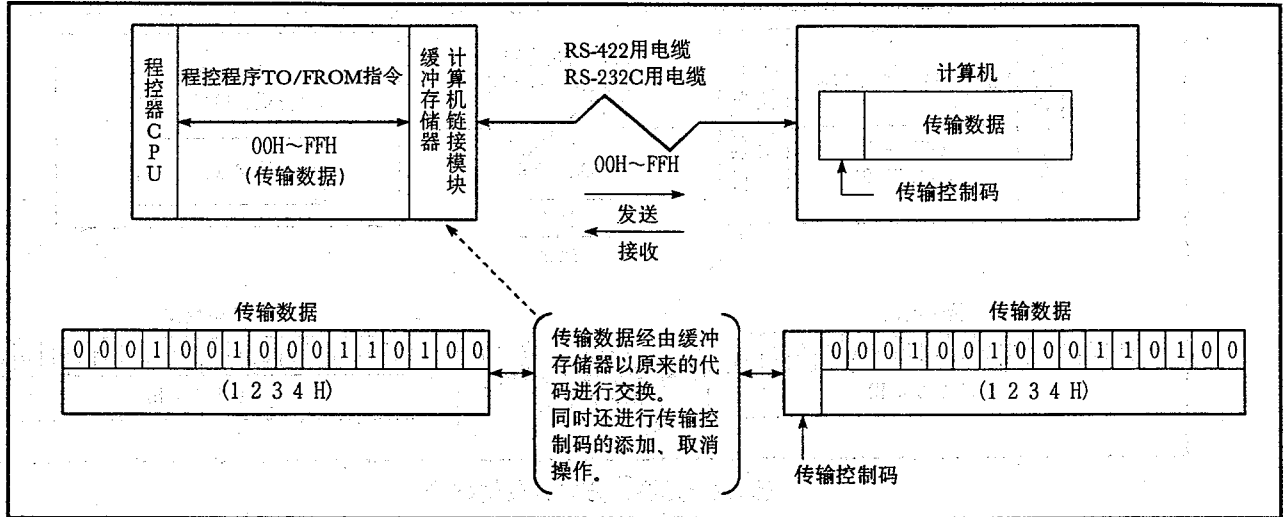 程控器CPU
程控程序TO/FROM指令
00H~FFH
(传输数据)
缓冲存储器
计算机链接模块
RS-422用电缆
RS-232C用电缆
00H~FFH
发送
接收
计算机
传输数据
传输控制码
传输数据
0 0 0 1 0 0 1 0 0 0 1 1 0 1 0 0
(1 2 3 4 H)
传输数据经由缓冲
存储器以原来的代
码进行交换。
同时还进行传输控
制码的添加、取消
操作。
传输数据
0 0 0 1 0 0 1 0 0 0 1 1 0 1 0 0
(1 2 3 4 H)
传输控制码